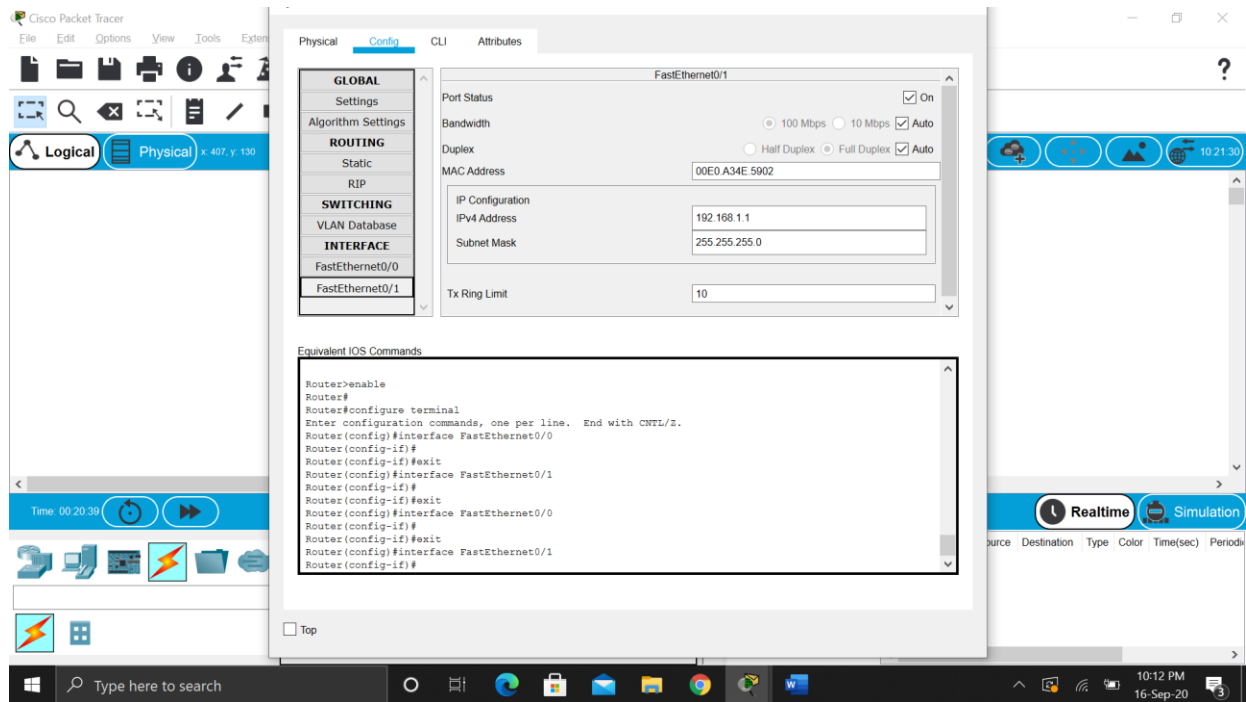 Cisco Packet Tracer
File Edit Options View Tools Exten
?
Logical Physical x: 407, y: 130
10:21:30
Physical Config CLI Attributes
GLOBAL
Settings
Algorithm Settings
ROUTING
Static
RIP
SWITCHING
VLAN Database
INTERFACE
FastEthernet0/0
FastEthernet0/1
FastEthernet0/1
Port Status On
Bandwidth 100 Mbps 10 Mbps Auto
Duplex Half Duplex Full Duplex Auto
MAC Address 00E0.A34E.5902
IP Configuration
IPv4 Address 192.168.1.1
Subnet Mask 255.255.255.0
Tx Ring Limit 10
Equivalent IOS Commands
Router>enable
Router#
Router#configure terminal
Enter configuration commands, one per line. End with CNTL/Z.
Router(config)#interface FastEthernet0/0
Router(config-if)#
Router(config-if)#exit
Router(config)#interface FastEthernet0/1
Router(config-if)#
Router(config-if)#exit
Router(config)#interface FastEthernet0/0
Router(config-if)#
Router(config-if)#exit
Router(config)#interface FastEthernet0/1
Router(config-if)#
Top
Time: 00:20:39
Realtime Simulation
ource Destination Type Color Time(sec) Periodi
Type here to search
W
10:12 PM
16-Sep-20
3